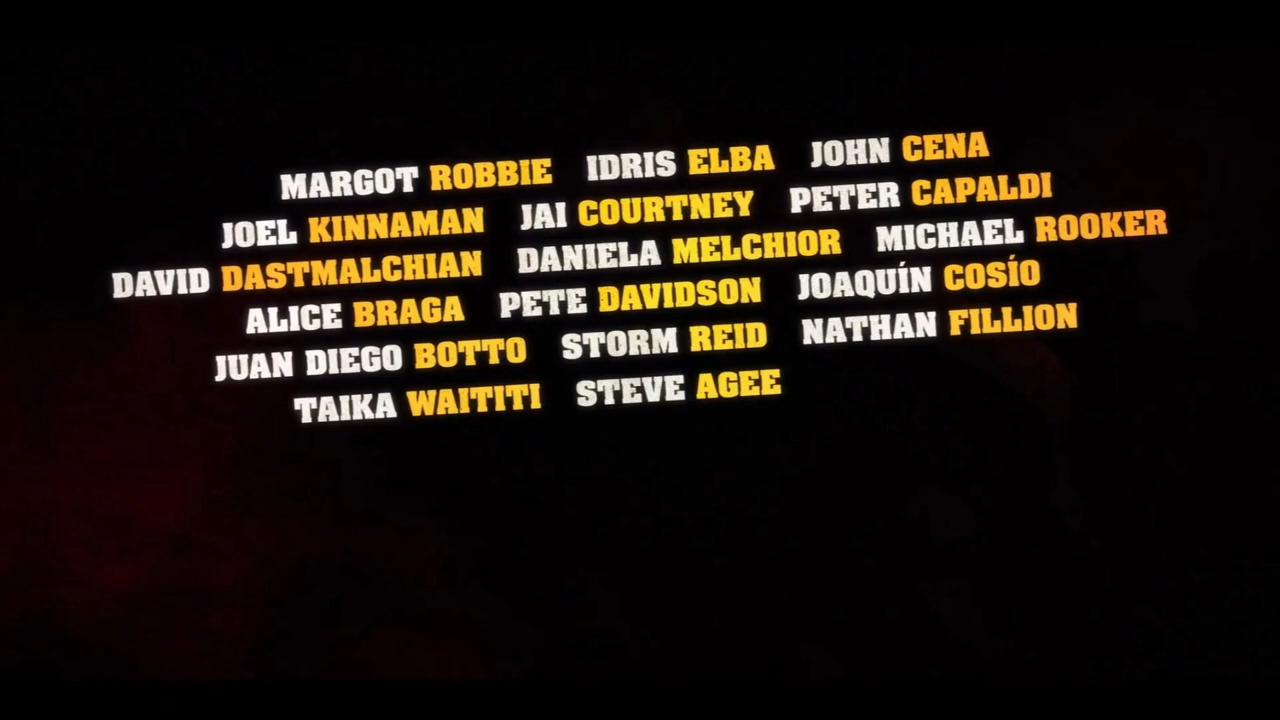 MARGOT ROBBIE IDRIS ELBA JOHN CENA
JOEL KINNAMAN JAI COURTNEY PETER CAPALDI
DAVID DASTMALCHIAN DANIELA MELCHIOR MICHAEL ROOKER
ALICE BRAGA PETE DAVIDSON JOAQUÍN COSÍO
JUAN DIEGO BOTTO STORM REID NATHAN FILLION
TAIKA WAITITI STEVE AGEE